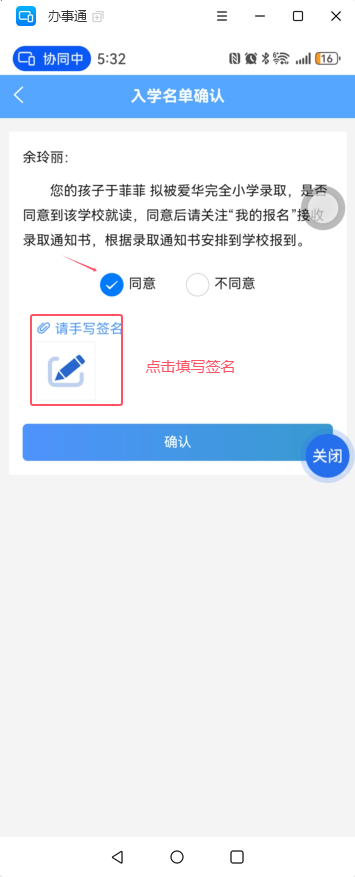 办事通
协同中 5:32 16
入学名单确认
余玲丽：
您的孩子于菲菲 拟被爱华完全小学录取，是否
同意到该学校就读，同意后请关注“我的报名”接收
录取通知书，根据录取通知书安排到学校报到。
同意 不同意
请手写签名
点击填写签名
确认
关闭